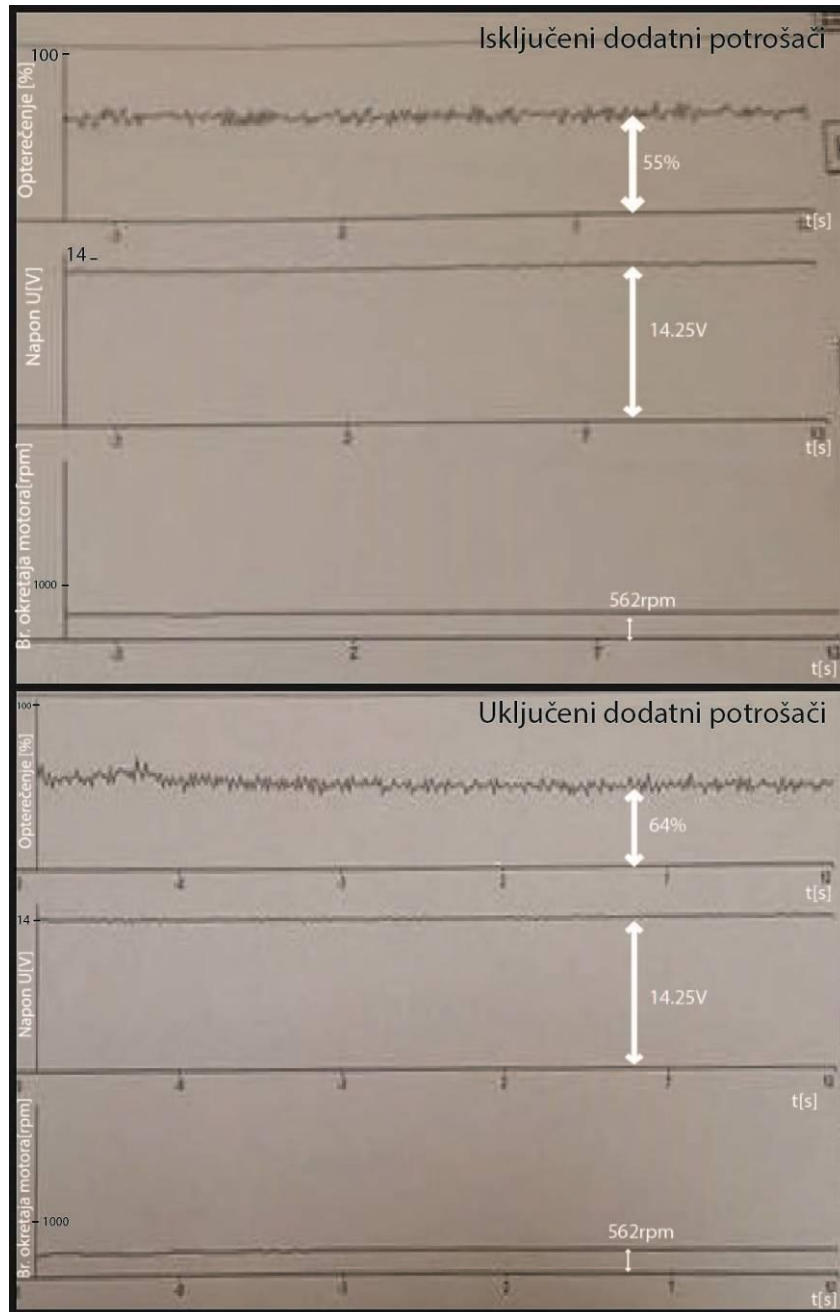 Isključeni dodatni potrošači
100
Opterećenje [%]
55%
t[s]
14
Napon U[V]
14.25V
t[s]
Br. okretaja motora[rpm]
1000
562rpm
t[s]
Uključeni dodatni potrošači
100
Opterećenje [%]
64%
t[s]
14
Napon U[V]
14.25V
t[s]
Br. okretaja motora[rpm]
1000
562rpm
t[s]